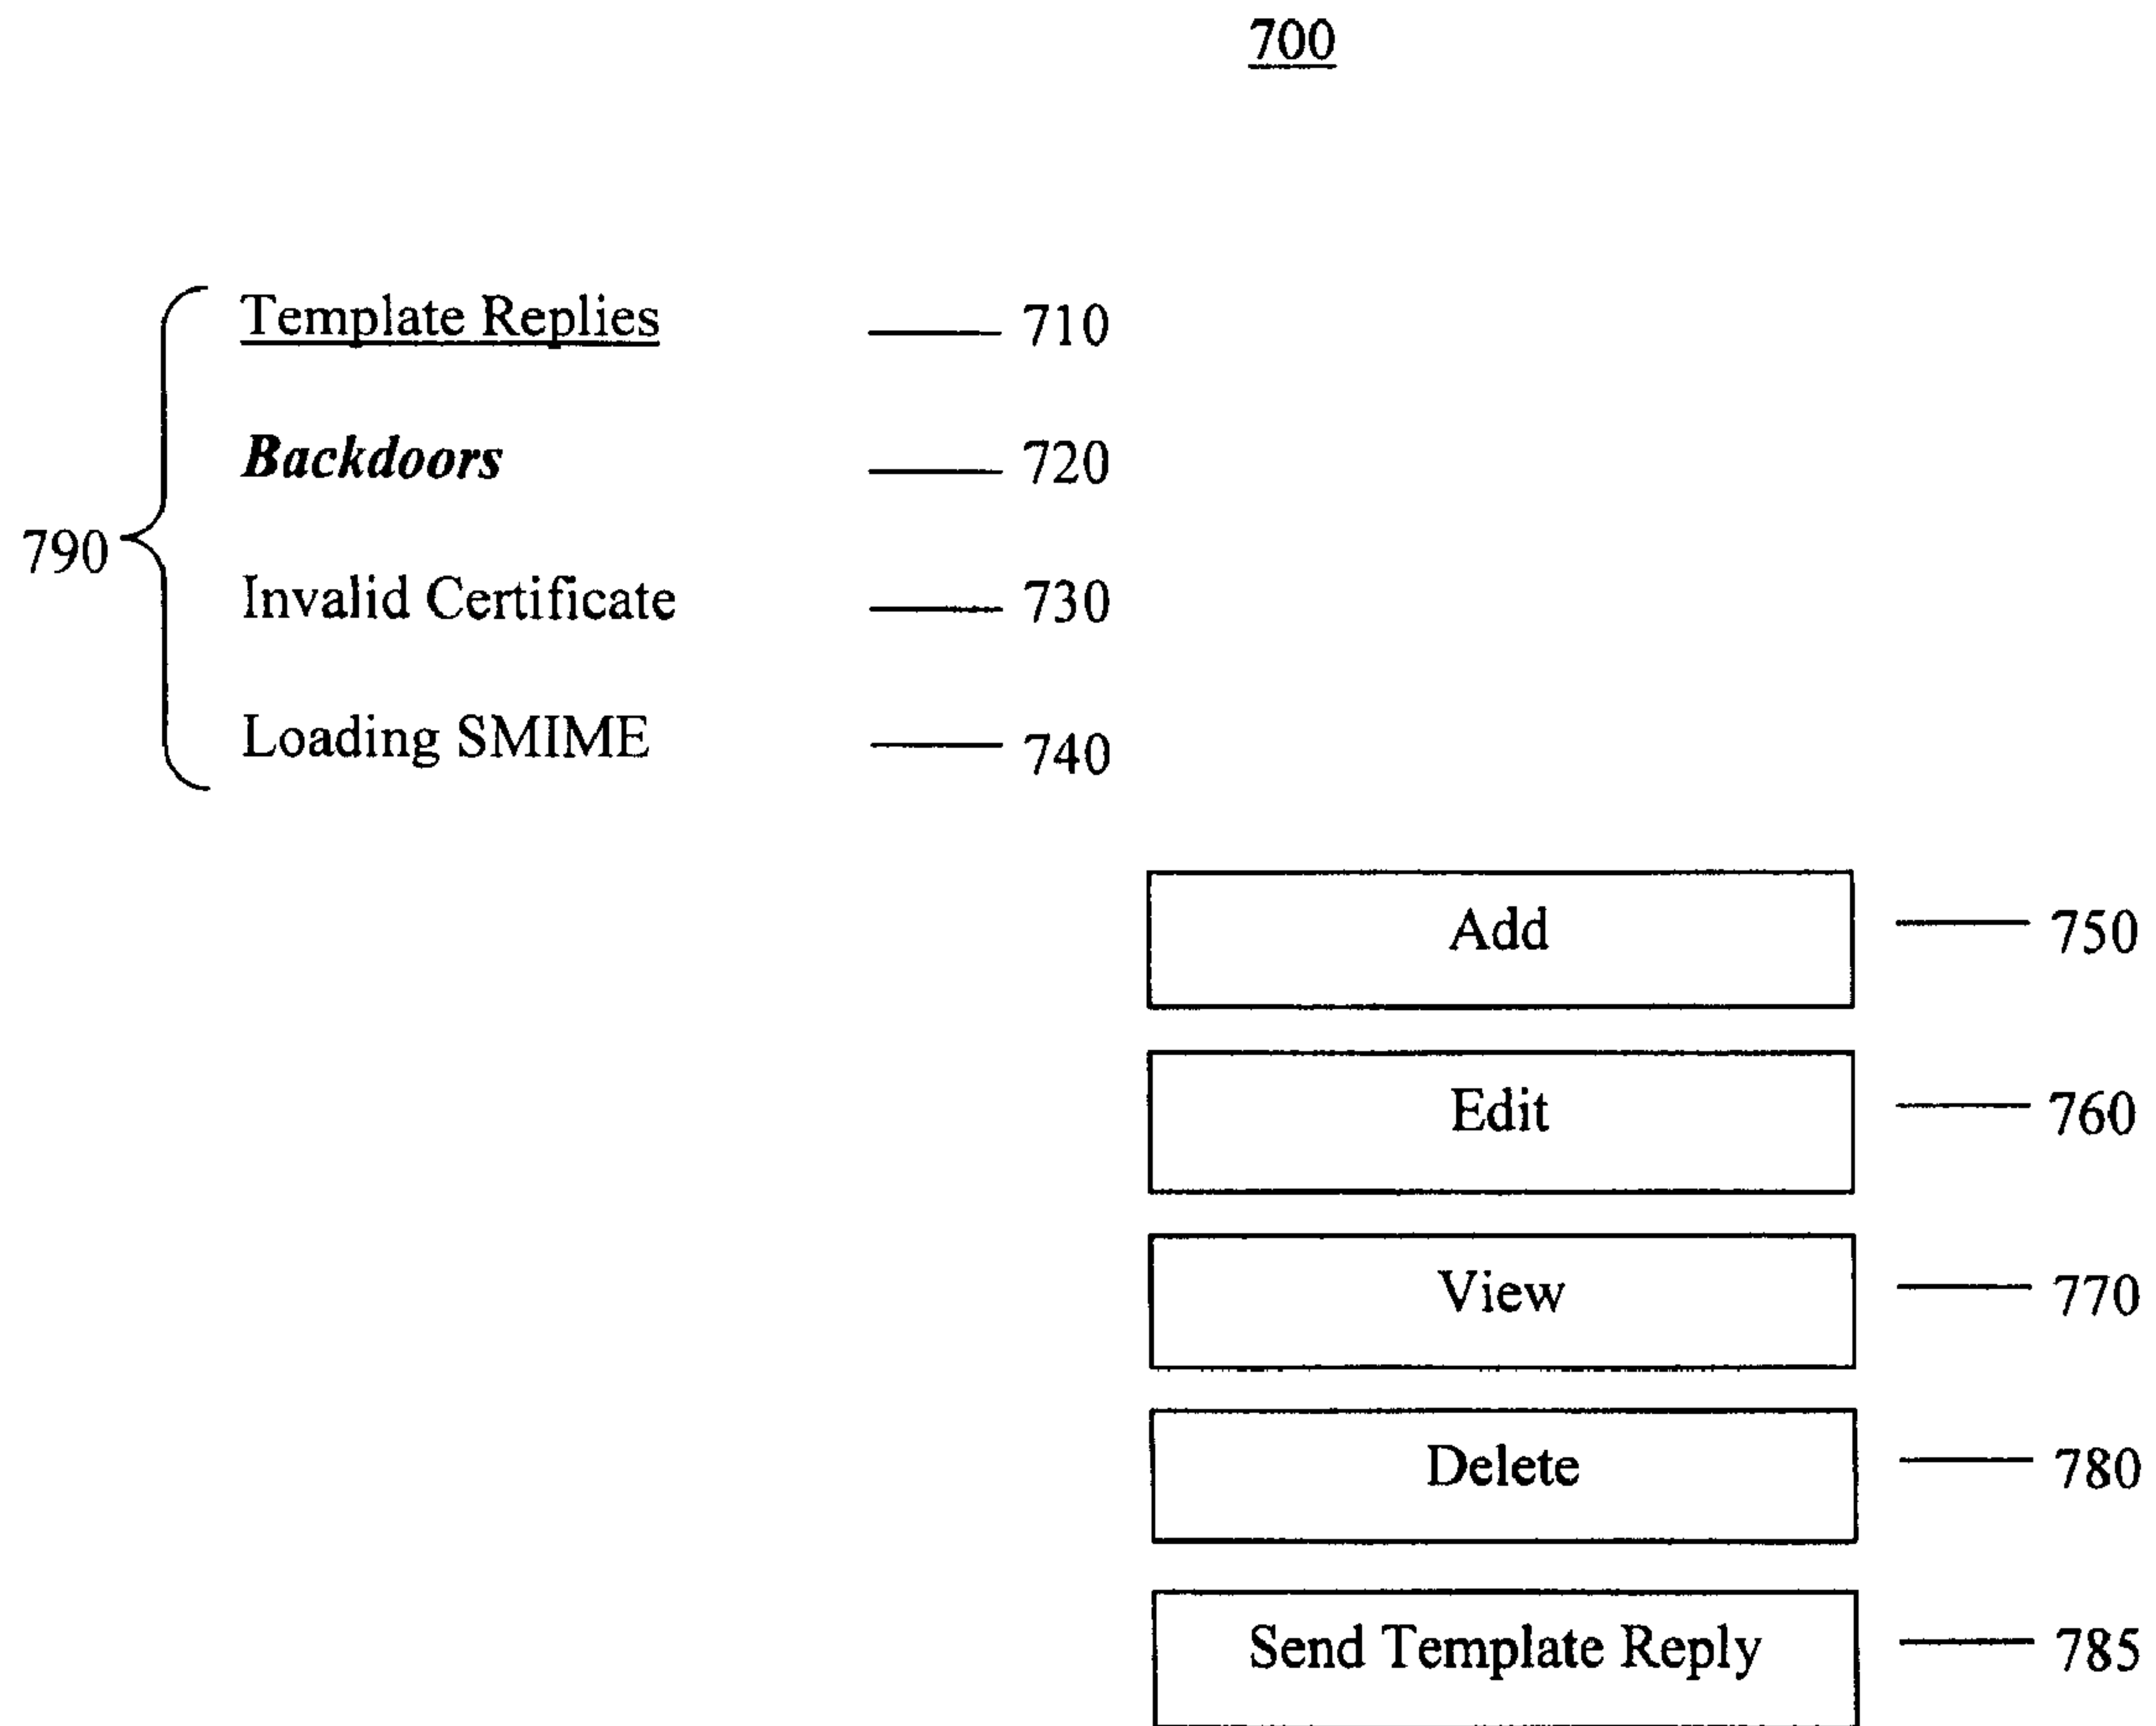 700
Template Replies 710
Backdoors 720
790
Invalid Certificate 730
Loading SMIME 740
Add 750
Edit 760
View 770
Delete 780
Send Template Reply 785